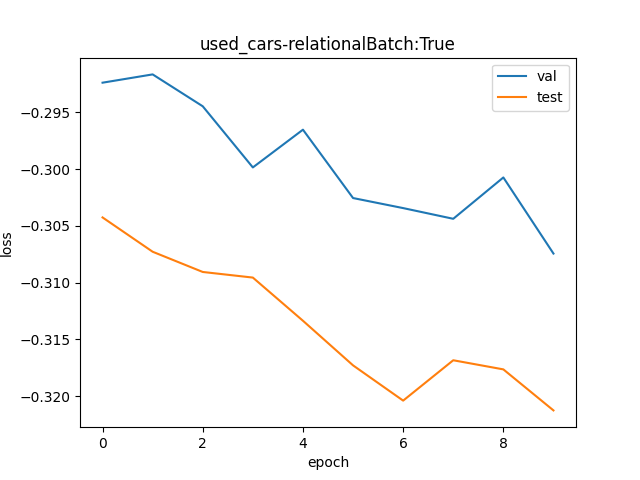 used_cars-relationalBatch:True
val
test
−0.295
−0.300
−0.305
−0.310
−0.315
−0.320
loss
0 2 4 6 8
epoch